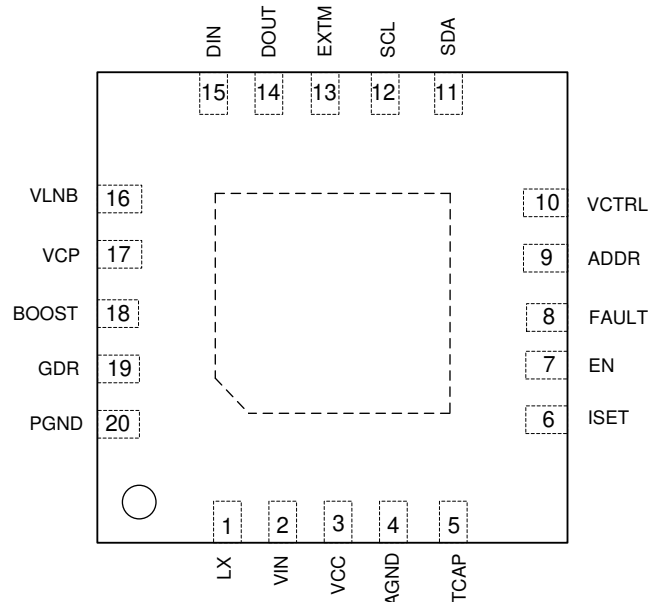 DIN
DOUT
EXTM
SCL
SDA
15
14
13
12
11
VLNB
16
10
VCTRL
VCP
17
9
ADDR
BOOST
18
8
FAULT
GDR
19
7
EN
PGND
20
6
ISET
1
2
3
4
5
LX
VIN
VCC
AGND
TCAP